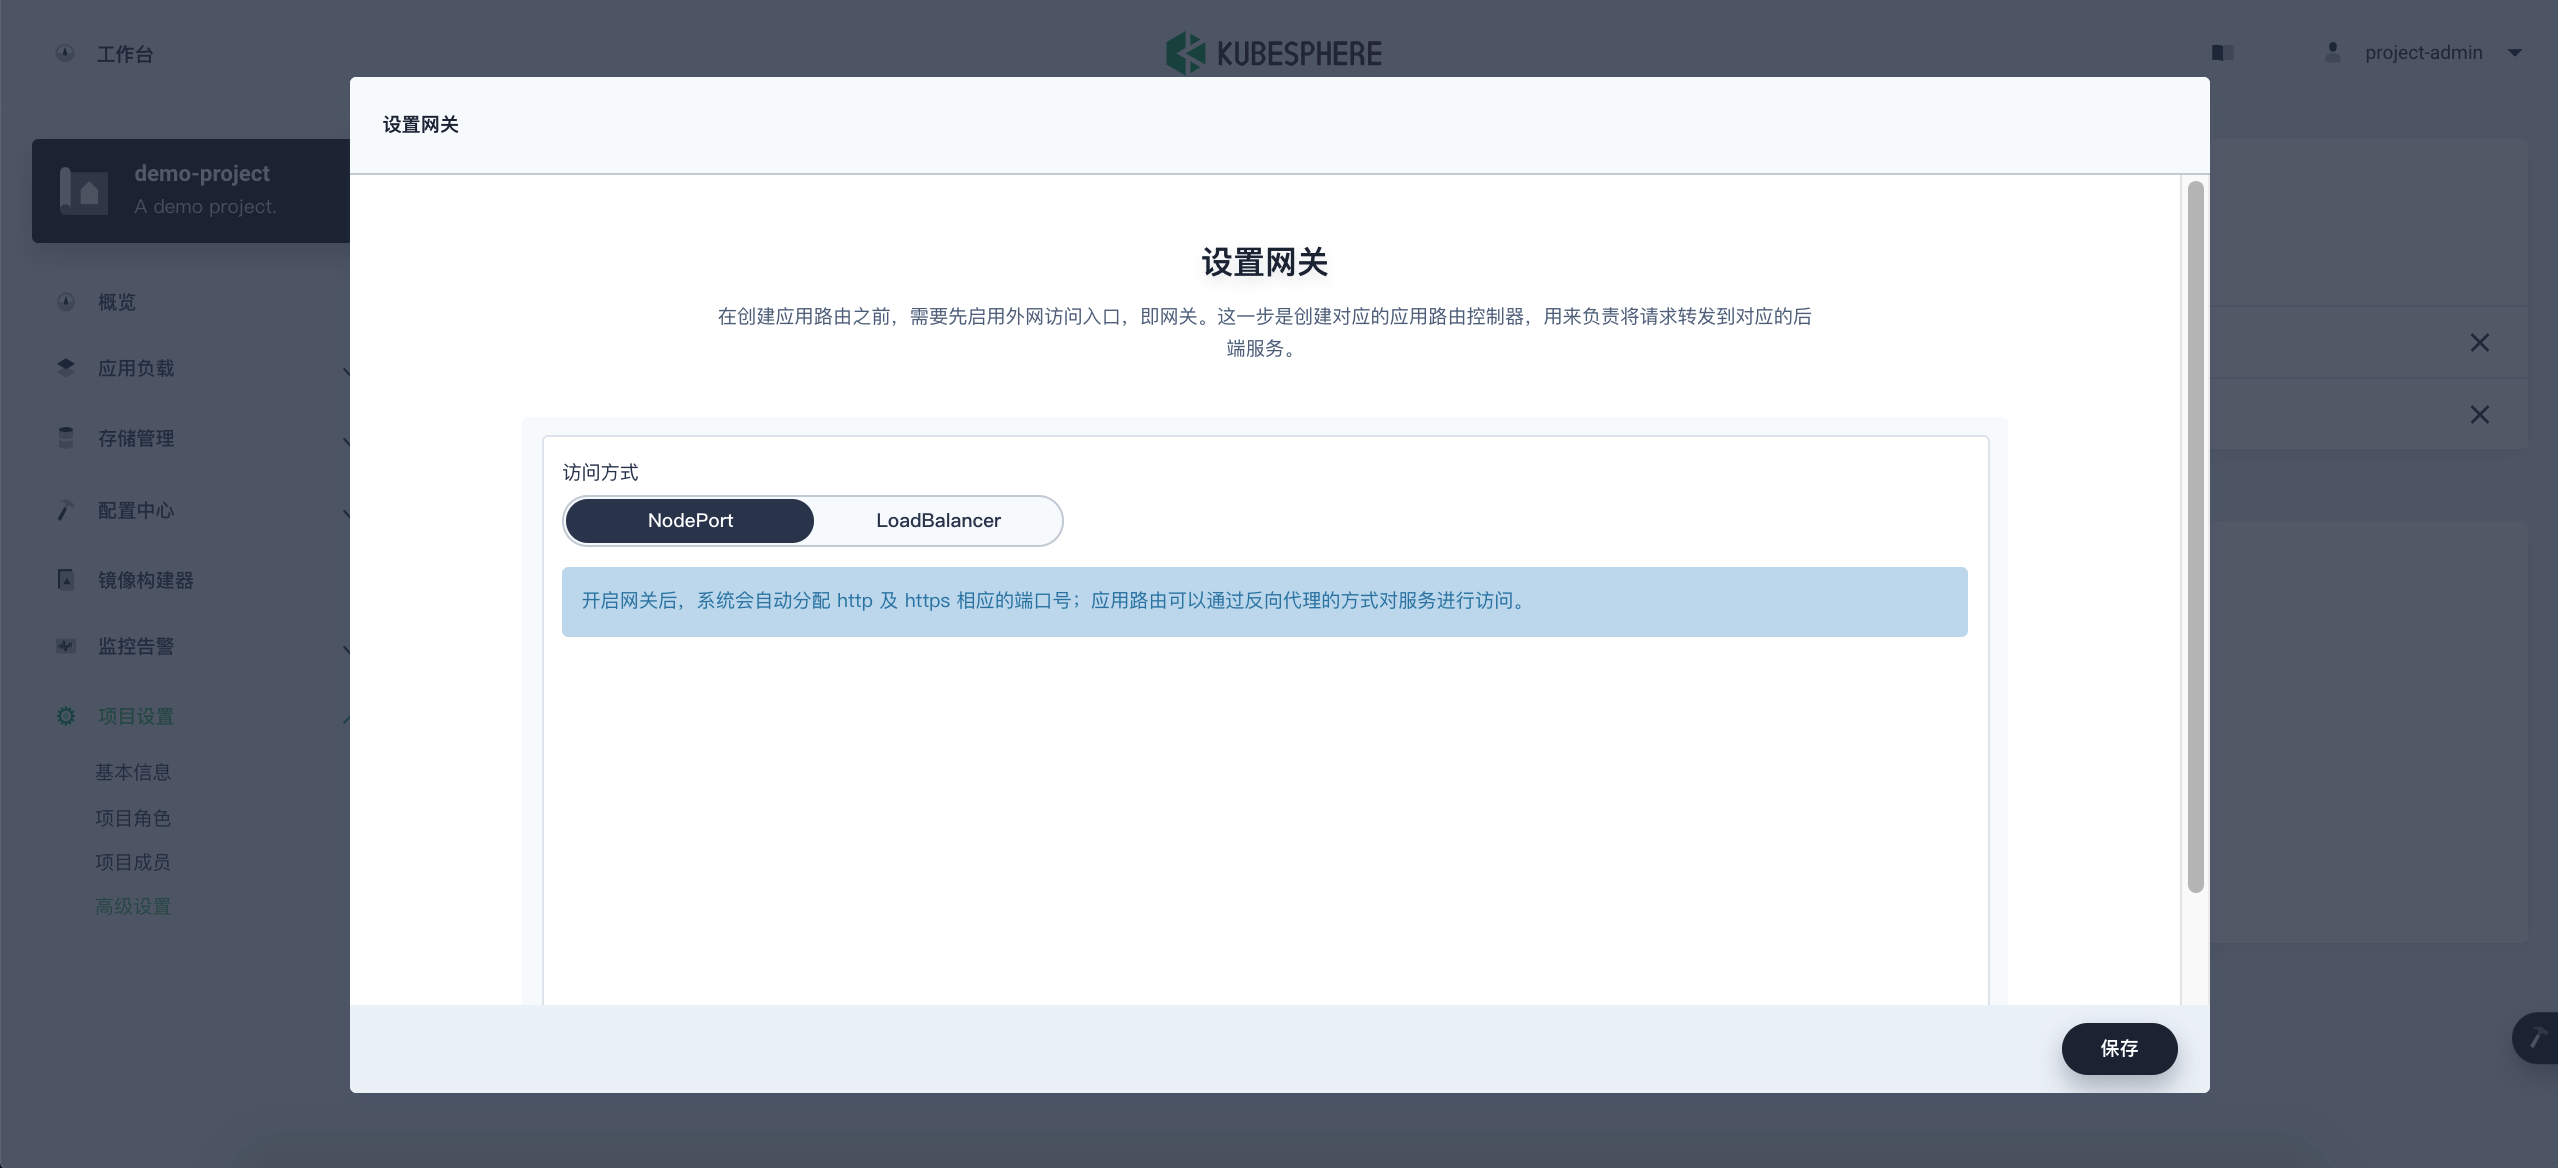 工作台
KUBESPHERE
project-admin
设置网关
demo-project
A demo project.
概览
应用负载
存储管理
配置中心
镜像构建器
监控告警
项目设置
基本信息
项目角色
项目成员
高级设置
设置网关
在创建应用路由之前，需要先启用外网访问入口，即网关。这一步是创建对应的应用路由控制器，用来负责将请求转发到对应的后
端服务。
访问方式
NodePort
LoadBalancer
开启网关后，系统会自动分配 http 及 https 相应的端口号；应用路由可以通过反向代理的方式对服务进行访问。
保存